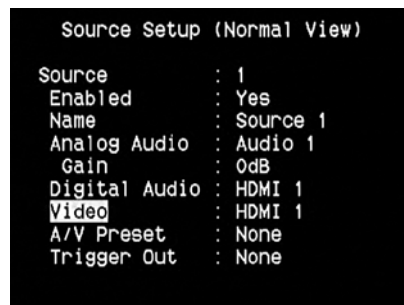 Source Setup (Normal View)
Source : 1
Enabled : Yes
Name : Source 1
Analog Audio : Audio 1
Gain : 0dB
Digital Audio : HDMI 1
Video : HDMI 1
A/V Preset : None
Trigger Out : None